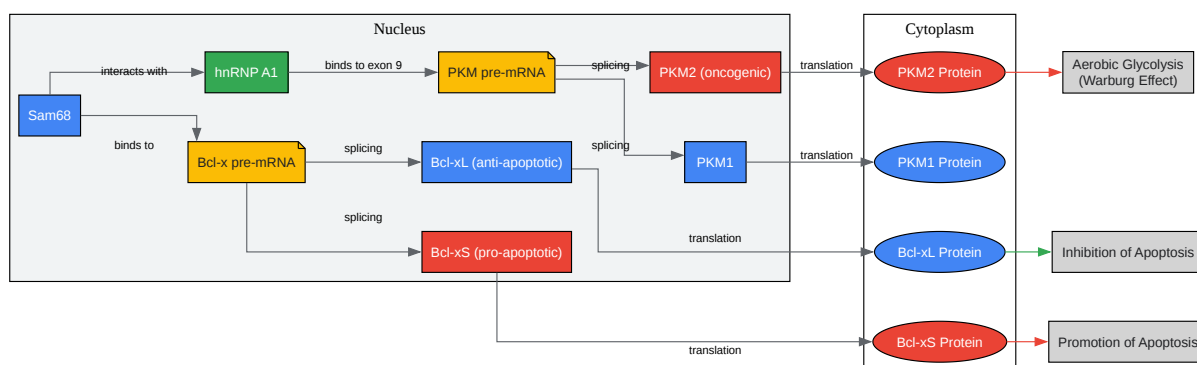 Nucleus
Cytoplasm
interacts with
hnRNP A1
binds to exon 9
PKM pre-mRNA
splicing
PKM2 (oncogenic)
translation
PKM2 Protein
Aerobic Glycolysis
(Warburg Effect)
Sam68
binds to
Bcl-x pre-mRNA
splicing
Bcl-xL (anti-apoptotic)
splicing
PKM1
translation
PKM1 Protein
splicing
Bcl-xS (pro-apoptotic)
translation
Bcl-xL Protein
Inhibition of Apoptosis
translation
Bcl-xS Protein
Promotion of Apoptosis